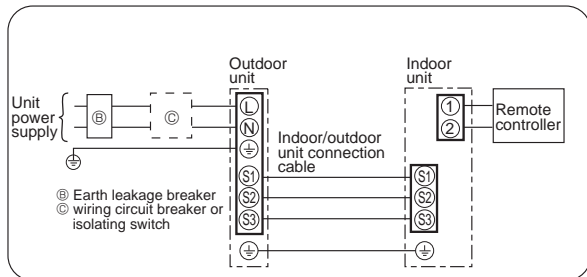 Outdoor
unit
Indoor
unit
Unit
power
supply
Ⓑ
Ⓒ
L
N
S1
S2
S3
Indoor/outdoor
unit connection
cable
1
2
S1
S2
S3
Remote
controller
Ⓑ Earth leakage breaker
Ⓒ wiring circuit breaker or
isolating switch